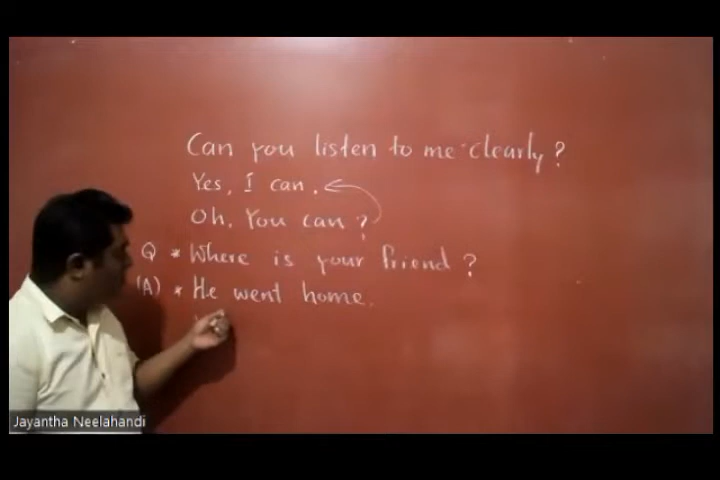 Can you listen to me clearly?
Yes, I can.
Oh, You can?
Q * Where is your friend?
(A) * He went home.
Jayantha Neelahandi